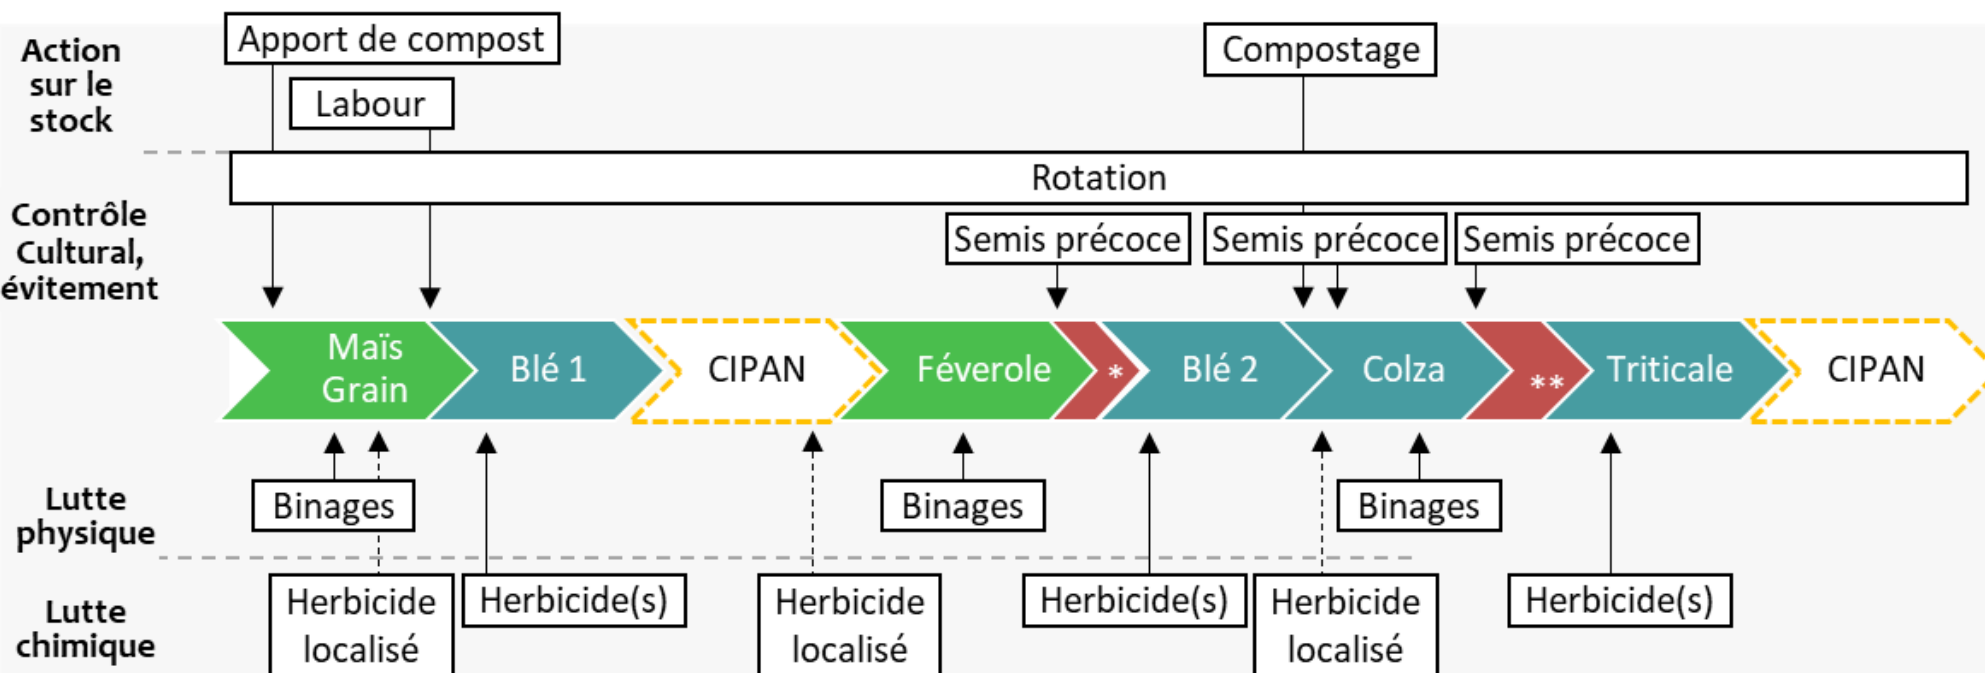 Action
sur le
stock
Apport de compost
Labour
Compostage
Rotation
Contrôle
Cultural,
évitement
Semis précoce
Semis précoce
Semis précoce
Maïs
Grain
Blé 1
CIPAN
Féverole
*
Blé 2
Colza
**
Triticale
CIPAN
Lutte
physique
Binages
Binages
Binages
Lutte
chimique
Herbicide
localisé
Herbicide(s)
Herbicide
localisé
Herbicide(s)
Herbicide
localisé
Herbicide(s)